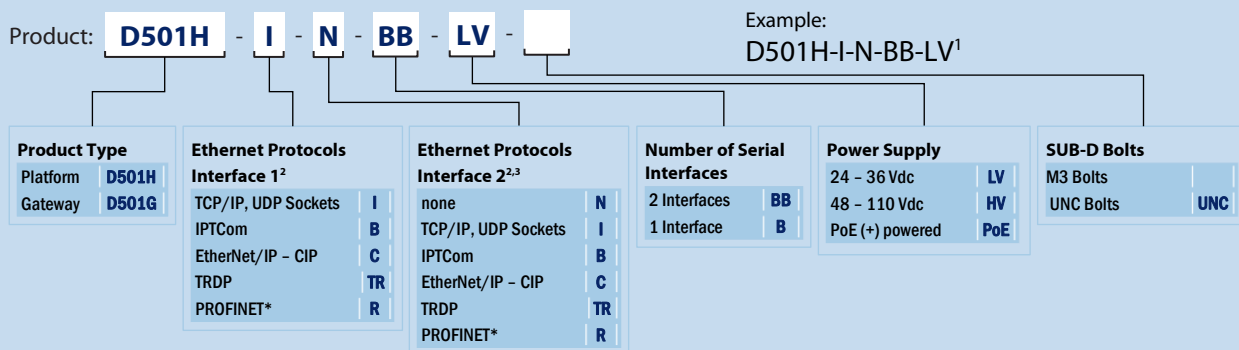 Product: D501H - I - N - BB - LV -
Example:
D501H-I-N-BB-LV¹
Product Type
Platform D501H
Gateway D501G
Ethernet Protocols
Interface 1²
TCP/IP, UDP Sockets I
IPTCom B
EtherNet/IP – CIP C
TRDP TR
PROFINET* R
Ethernet Protocols
Interface 2²,³
none N
TCP/IP, UDP Sockets I
IPTCom B
EtherNet/IP – CIP C
TRDP TR
PROFINET* R
Number of Serial
Interfaces
2 Interfaces BB
1 Interface B
Power Supply
24 – 36 Vdc LV
48 – 110 Vdc HV
PoE (+) powered PoE
SUB-D Bolts
M3 Bolts
UNC Bolts UNC